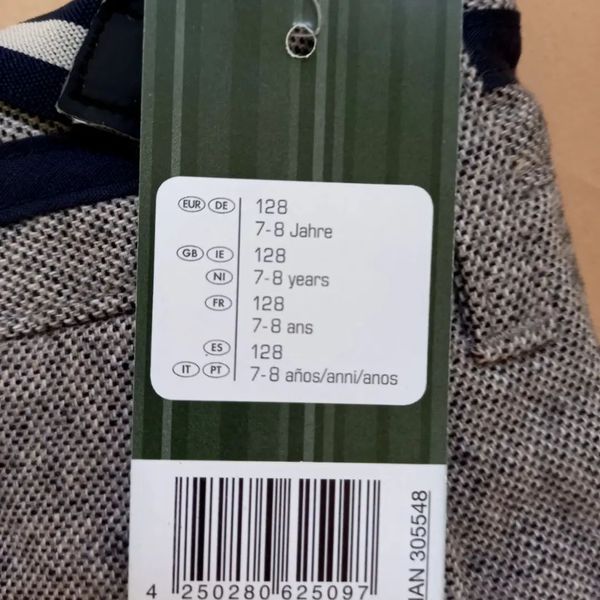 EUR DE 128
7-8 Jahre
GB IE 128
NI 7-8 years
FR 128
7-8 ans
ES 128
IT PT 7-8 años/anni/anos
4 250280 625097
IAN 305548